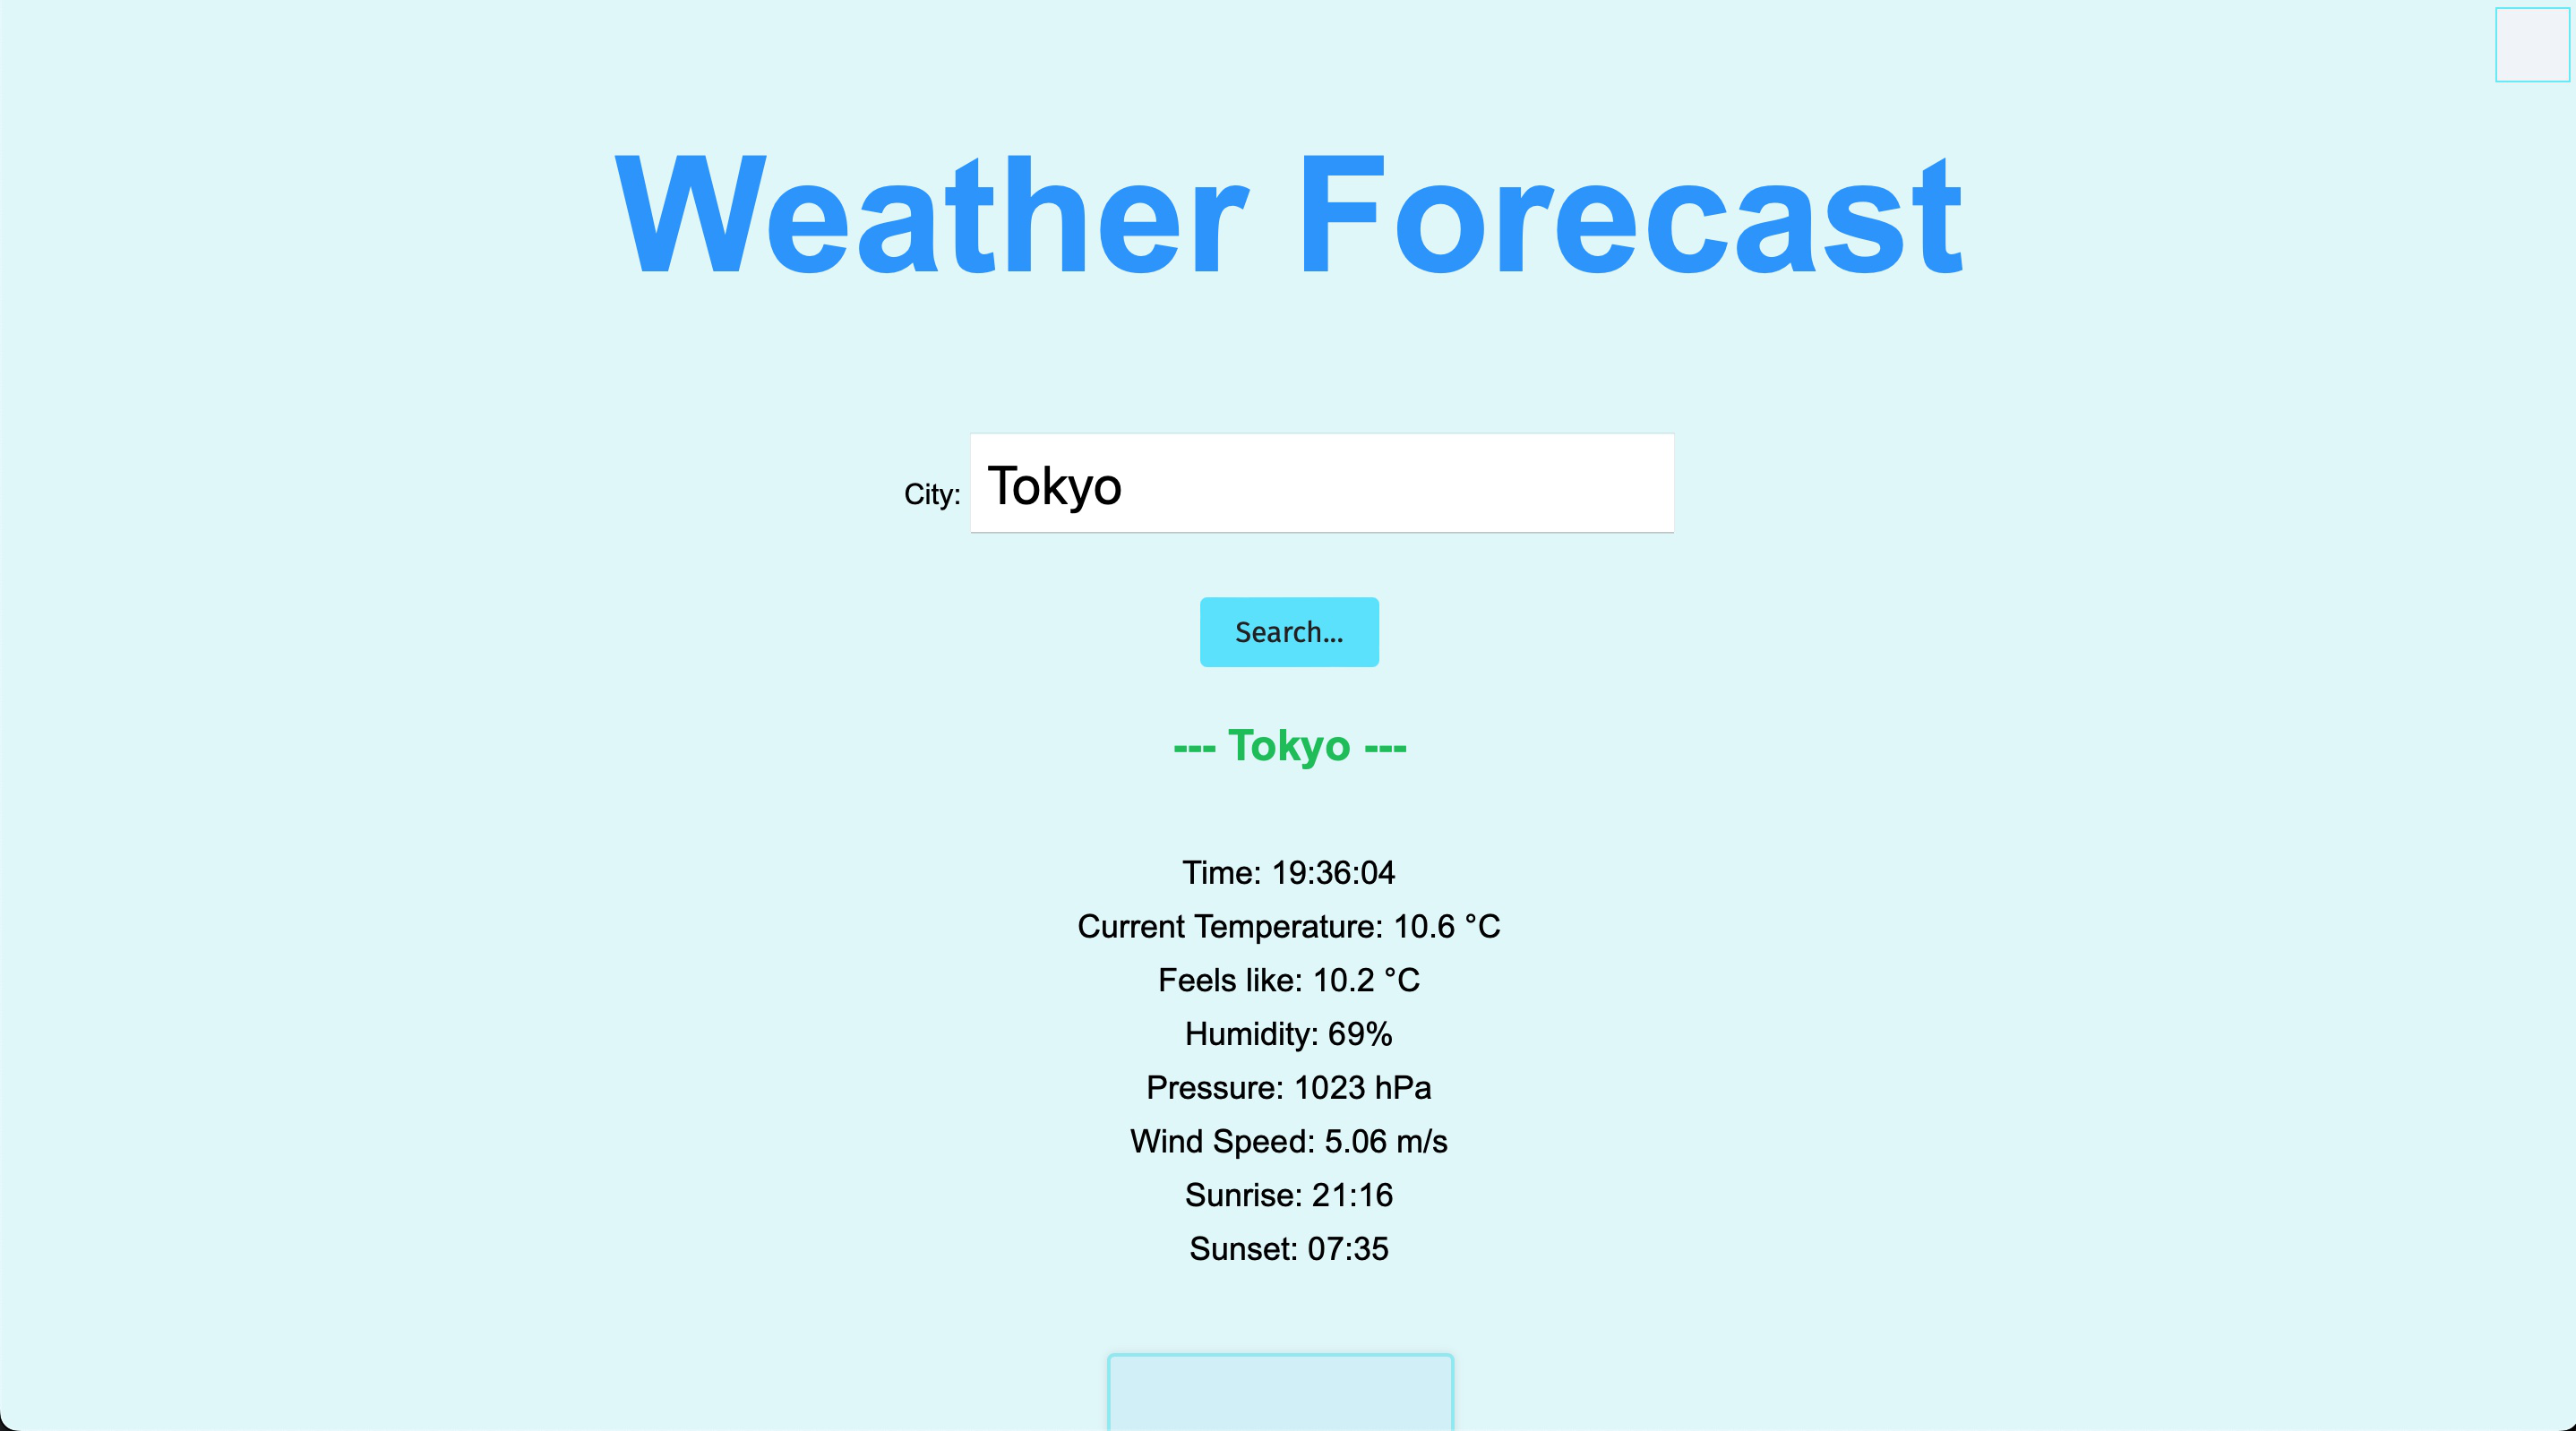 Weather Forecast
City: Tokyo
Search...
--- Tokyo ---
Time: 19:36:04
Current Temperature: 10.6 °C
Feels like: 10.2 °C
Humidity: 69%
Pressure: 1023 hPa
Wind Speed: 5.06 m/s
Sunrise: 21:16
Sunset: 07:35